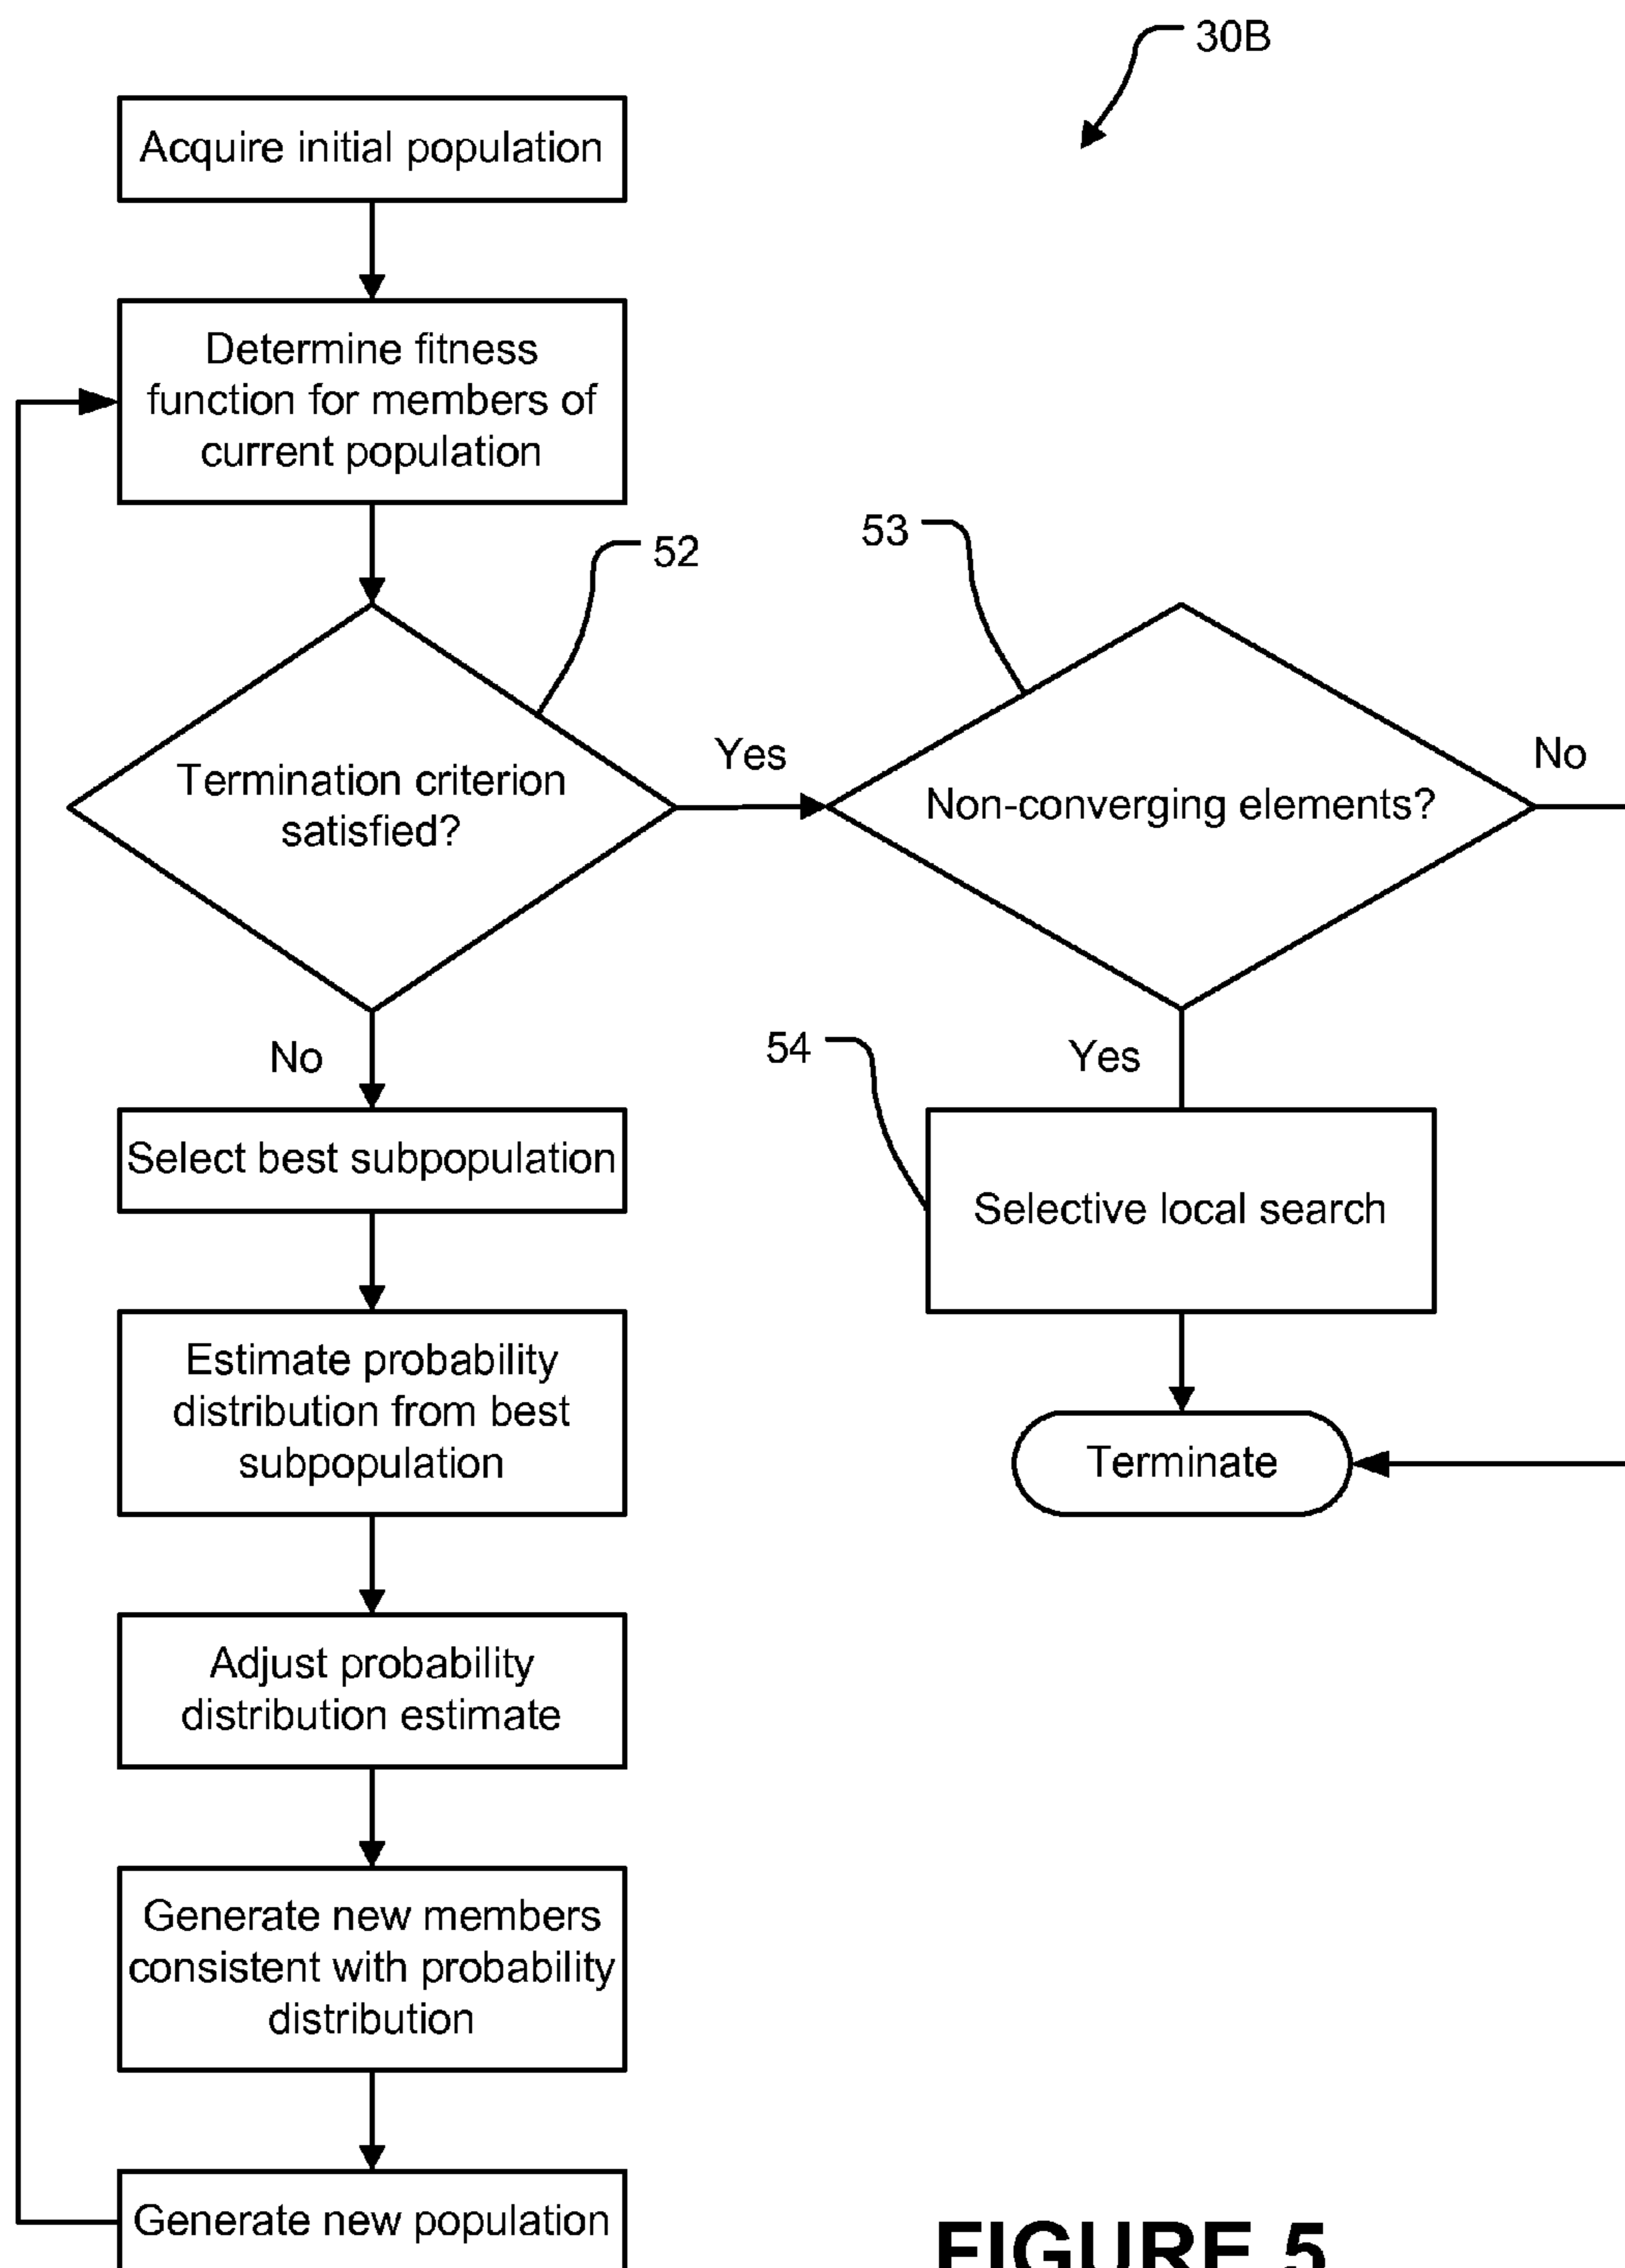 30B
Acquire initial population
Determine fitness
function for members of
current population
52
53
Termination criterion
satisfied?
Yes
Non-converging elements?
No
No
54
Yes
Select best subpopulation
Selective local search
Estimate probability
distribution from best
subpopulation
Terminate
Adjust probability
distribution estimate
Generate new members
consistent with probability
distribution
Generate new population
FIGURE 5